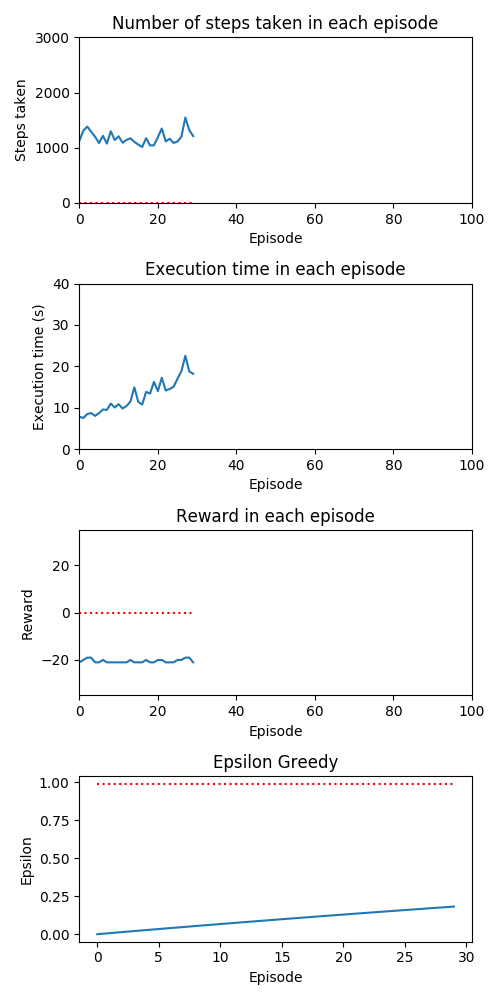 Number of steps taken in each episode
3000
2000
1000
0
Steps taken
0 20 40 60 80 100
Episode
Execution time in each episode
40
30
20
10
0
Execution time (s)
0 20 40 60 80 100
Episode
Reward in each episode
20
0
−20
Reward
0 20 40 60 80 100
Episode
Epsilon Greedy
1.00
0.75
0.50
0.25
0.00
Epsilon
0 5 10 15 20 25 30
Episode